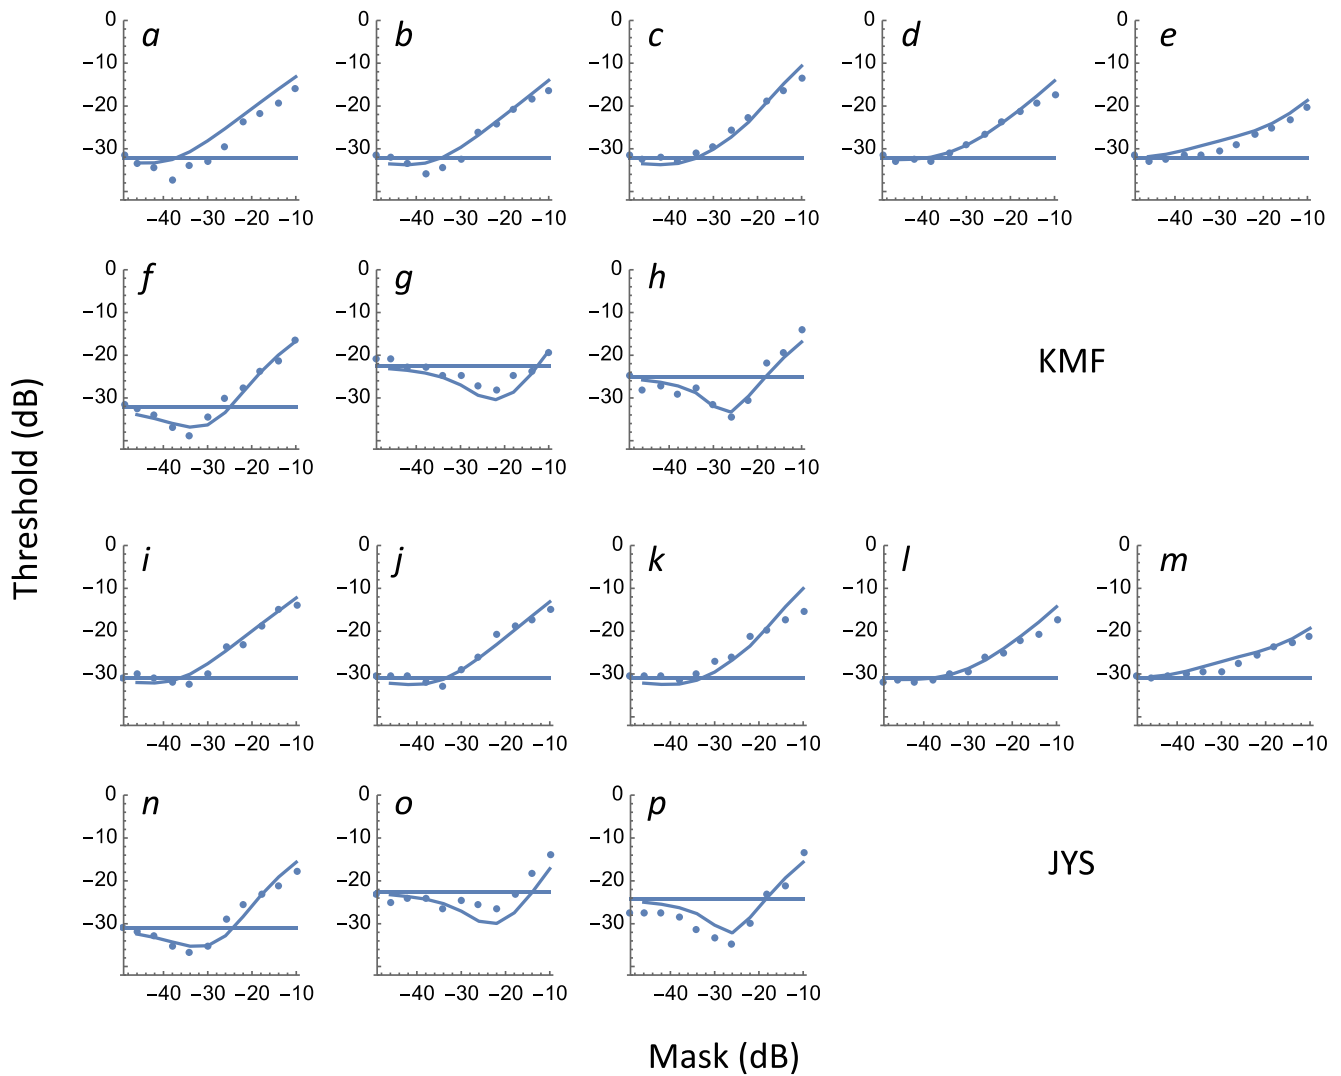 a b c d e
0 0 0 0 0
−10 −10 −10 −10 −10
−20 −20 −20 −20 −20
−30 −30 −30 −30 −30
−40 −30 −20 −10 −40 −30 −20 −10 −40 −30 −20 −10 −40 −30 −20 −10 −40 −30 −20 −10
f g h
0 0 0
−10 −10 −10
−20 −20 −20
−30 −30 −30
−40 −30 −20 −10 −40 −30 −20 −10 −40 −30 −20 −10
KMF
Threshold (dB)
i j k l m
0 0 0 0 0
−10 −10 −10 −10 −10
−20 −20 −20 −20 −20
−30 −30 −30 −30 −30
−40 −30 −20 −10 −40 −30 −20 −10 −40 −30 −20 −10 −40 −30 −20 −10 −40 −30 −20 −10
n o p
0 0 0
−10 −10 −10
−20 −20 −20
−30 −30 −30
−40 −30 −20 −10 −40 −30 −20 −10 −40 −30 −20 −10
JYS
Mask (dB)